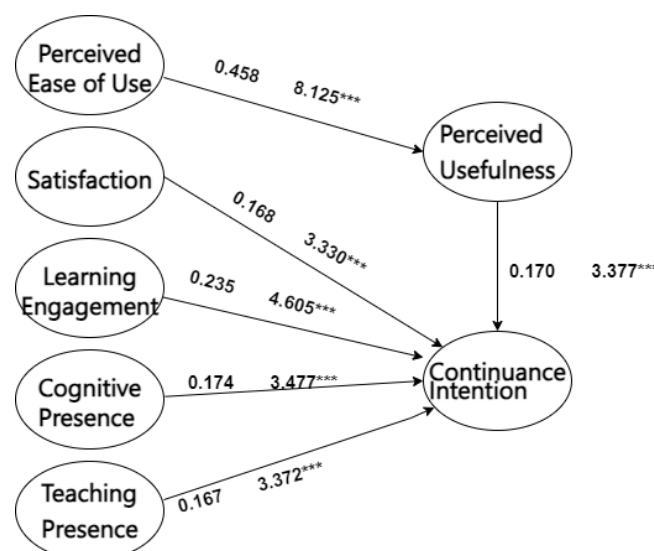 Perceived
Ease of Use
0.458 8.125***
Perceived
Usefulness
Satisfaction
0.168 3.330***
Learning
Engagement
0.235 4.605***
0.170 3.377***
Cognitive
Presence
0.174 3.477***
Continuance
Intention
Teaching
Presence
0.167 3.372***